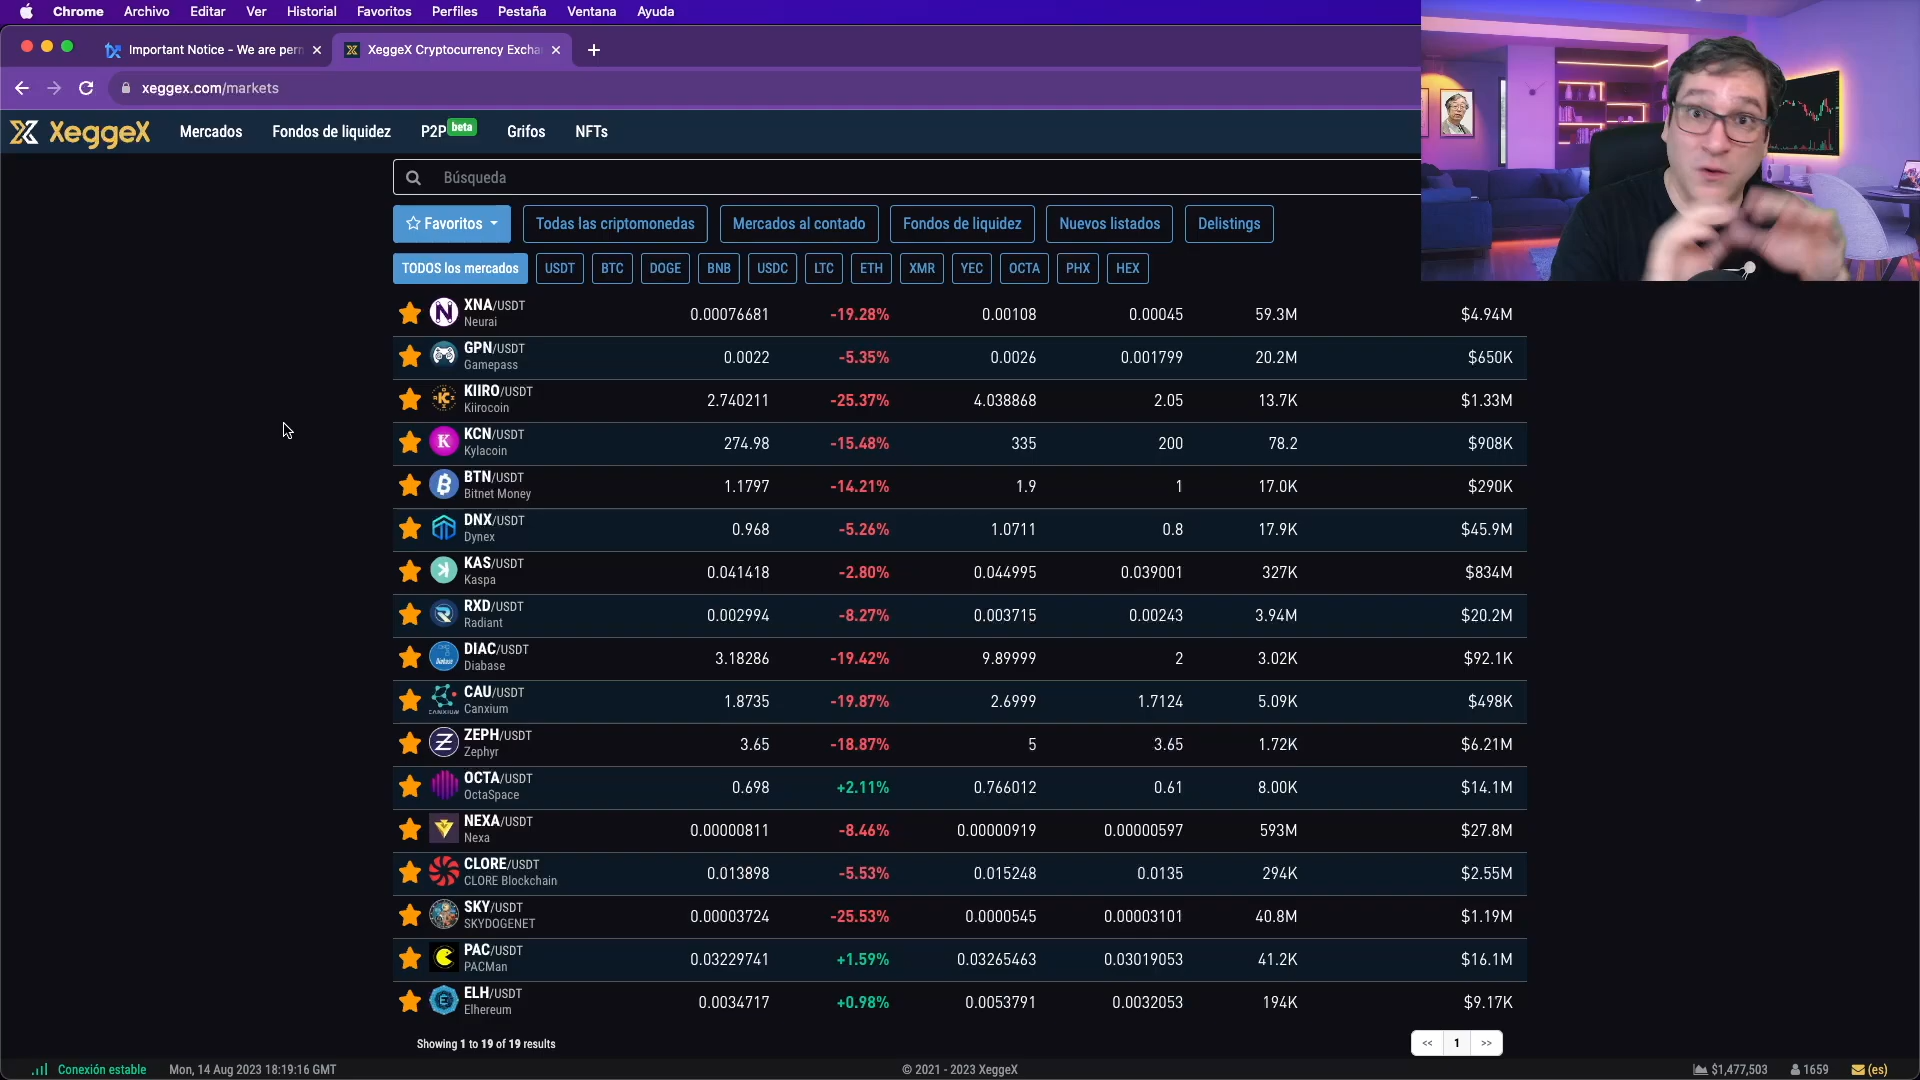 Chrome Archivo Editar Ver Historial Favoritos Perfiles Pestaña Ventana Ayuda
Important Notice - We are perm
XeggeX Cryptocurrency Excha
xeggex.com/markets
XeggeX Mercados Fondos de liquidez P2P beta Grifos NFTs
Búsqueda
Favoritos Todas las criptomonedas Mercados al contado Fondos de liquidez Nuevos listados Delistings
TODOS los mercados USDT BTC DOGE BNB USDC LTC ETH XMR YEC OCTA PHX HEX
XNA/USDT 0.00076681 -19.28% 0.00108 0.00045 59.3M $4.94M
Neurai
GPN/USDT 0.0022 -5.35% 0.0026 0.001799 20.2M $650K
Gamepass
KIIRO/USDT 2.740211 -25.37% 4.038868 2.05 13.7K $1.33M
Kiirocoin
KCN/USDT 274.98 -15.48% 335 200 78.2 $908K
Kylacoin
BTN/USDT 1.1797 -14.21% 1.9 1 17.0K $290K
Bitnet Money
DNX/USDT 0.968 -5.26% 1.0711 0.8 17.9K $45.9M
Dynex
KAS/USDT 0.041418 -2.80% 0.044995 0.039001 327K $834M
Kaspa
RXD/USDT 0.002994 -8.27% 0.003715 0.00243 3.94M $20.2M
Radiant
DIAC/USDT 3.18286 -19.42% 9.89999 2 3.02K $92.1K
Diabase
CAU/USDT 1.8735 -19.87% 2.6999 1.7124 5.09K $498K
Canxium
ZEPH/USDT 3.65 -18.87% 5 3.65 1.72K $6.21M
Zephyr
OCTA/USDT 0.698 +2.11% 0.766012 0.61 8.00K $14.1M
OctaSpace
NEXA/USDT 0.00000811 -8.46% 0.00000919 0.00000597 593M $27.8M
Nexa
CLORE/USDT 0.013898 -5.53% 0.015248 0.0135 294K $2.55M
CLORE Blockchain
SKY/USDT 0.00003724 -25.53% 0.0000545 0.00003101 40.8M $1.19M
SKYDOGENET
PAC/USDT 0.03229741 +1.59% 0.03265463 0.03019053 41.2K $16.1M
PACMan
ELH/USDT 0.0034717 +0.98% 0.0053791 0.0032053 194K $9.17K
Elhereum
Showing 1 to 19 of 19 results
<< 1 >>
Conexión estable Mon, 14 Aug 2023 18:19:16 GMT © 2021 - 2023 XeggeX $1,477,503 1659 (es)